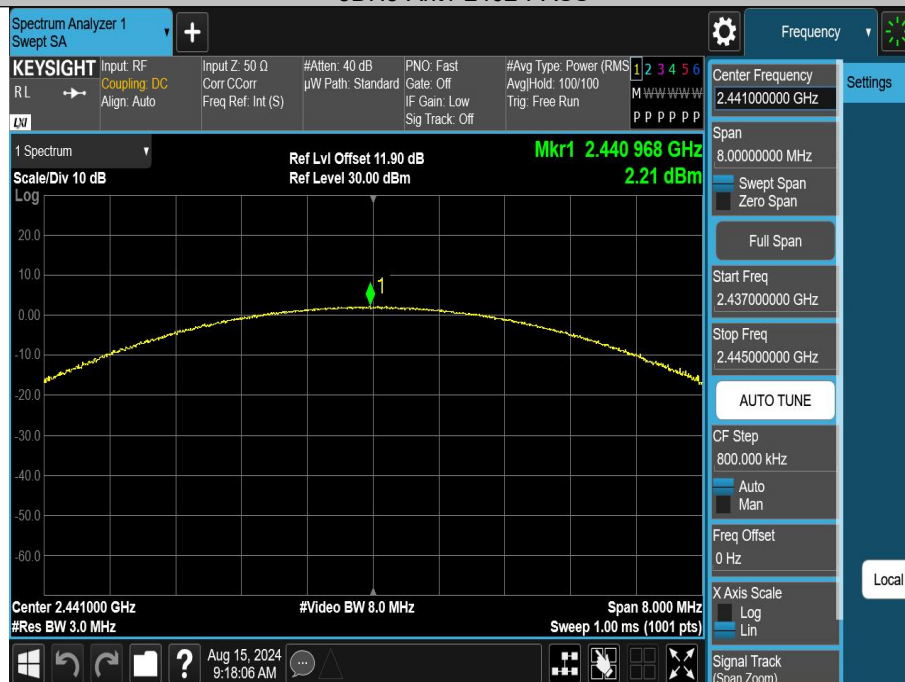 Spectrum Analyzer 1
Swept SA
Frequency
KEYSIGHT
RL
LXI
Input: RF
Coupling: DC
Align: Auto
Input Z: 50 Ω
Corr CCorr
Freq Ref: Int (S)
#Atten: 40 dB
µW Path: Standard
PNO: Fast
Gate: Off
IF Gain: Low
Sig Track: Off
#Avg Type: Power (RMS
Avg|Hold: 100/100
Trig: Free Run
1 2 3 4 5 6
M W W W W W
P P P P P P
Center Frequency
2.441000000 GHz
Settings
1 Spectrum
Scale/Div 10 dB
Log
Ref Lvl Offset 11.90 dB
Ref Level 30.00 dBm
Mkr1 2.440 968 GHz
2.21 dBm
Span
8.00000000 MHz
Swept Span
Zero Span
Full Span
Start Freq
2.437000000 GHz
Stop Freq
2.445000000 GHz
AUTO TUNE
CF Step
800.000 kHz
Auto
Man
Freq Offset
0 Hz
Local
X Axis Scale
Log
Lin
Signal Track
(Span Zoom)
20.0
10.0
1
0.00
-10.0
-20.0
-30.0
-40.0
-50.0
-60.0
Center 2.441000 GHz
#Video BW 8.0 MHz
Span 8.000 MHz
#Res BW 3.0 MHz
Sweep 1.00 ms (1001 pts)
?
Aug 15, 2024
9:18:06 AM